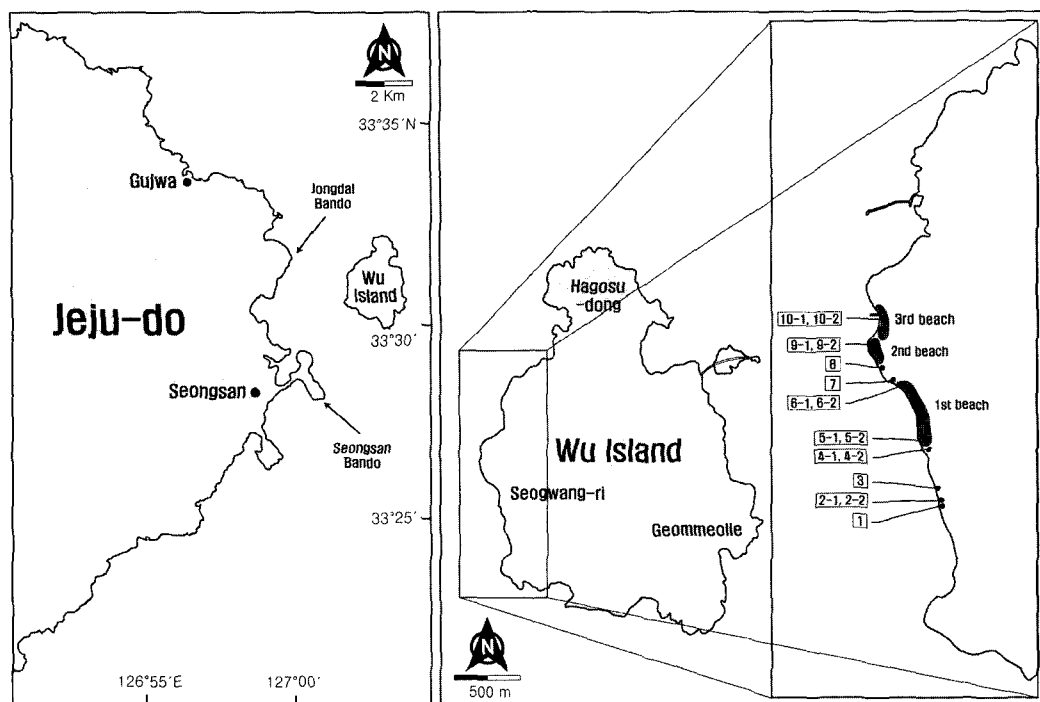 N
2 Km
33°35´N
Gujwa
Jongdal
Bando
Wu
Island
Jeju-do
33°30´
Seongsan
Seongsan
Bando
33°25´
126°55´E
127°00´
Hagosu
-dong
Wu Island
Seogwang-ri
Geommeolle
N
500 m
10-1, 10-2
3rd beach
9-1, 9-2
2nd beach
8
7
6-1, 6-2
1st beach
5-1, 5-2
4-1, 4-2
3
2-1, 2-2
1